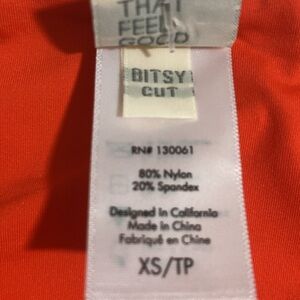 THAT
FEEL
GOOD
BITSY
CUT
RN# 130061
80% Nylon
20% Spandex
Designed in California
Made in China
Fabriqué en Chine
XS/TP